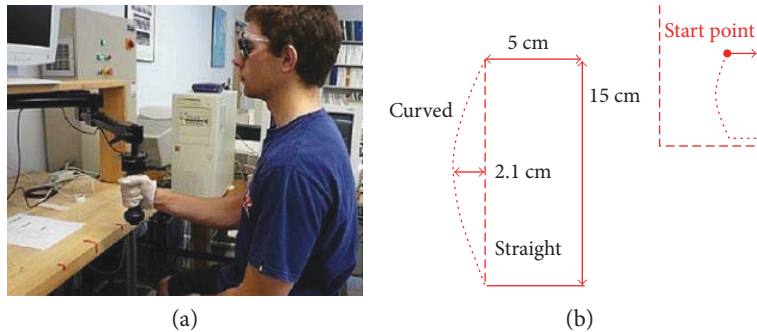 5 cm
Start point
Curved
15 cm
2.1 cm
Straight
(a)
(b)